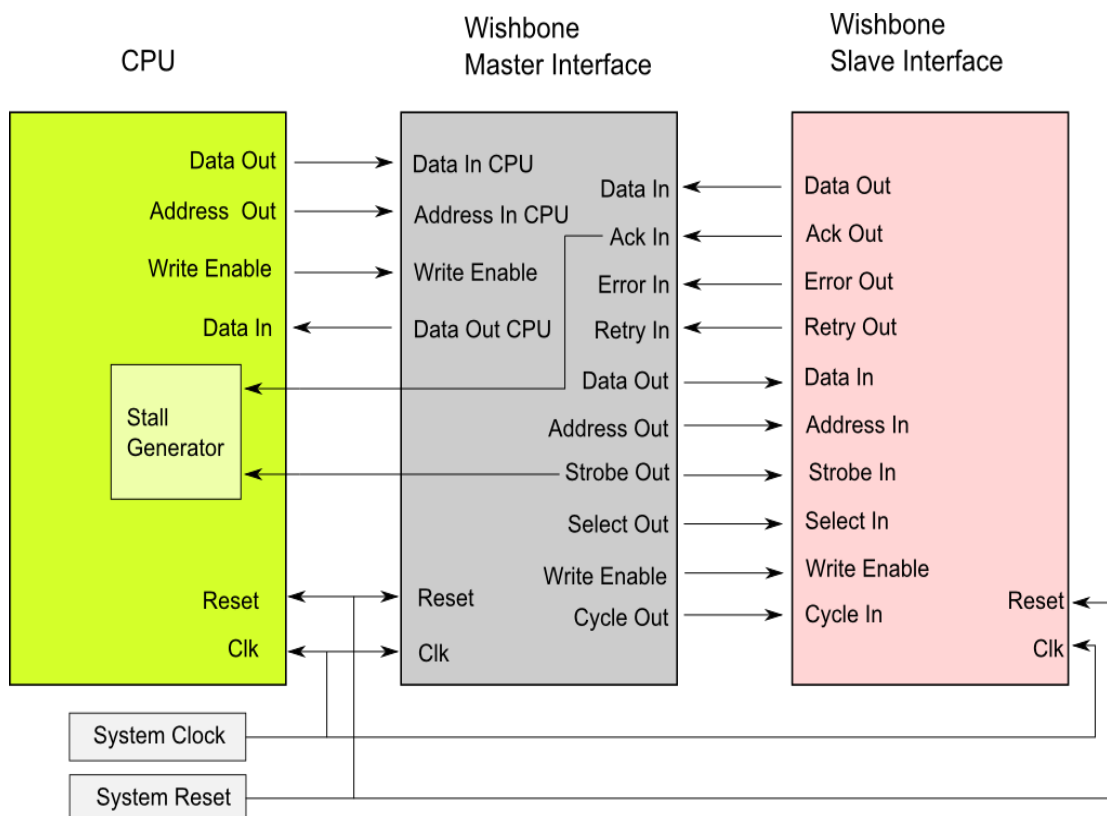 CPU
Wishbone
Master Interface
Wishbone
Slave Interface
Data Out
Address Out
Write Enable
Data In
Stall
Generator
Reset
Clk
Data In CPU
Address In CPU
Write Enable
Data Out CPU
Reset
Clk
Data In
Ack In
Error In
Retry In
Data Out
Address Out
Strobe Out
Select Out
Write Enable
Cycle Out
Data Out
Ack Out
Error Out
Retry Out
Data In
Address In
Strobe In
Select In
Write Enable
Cycle In
Reset
Clk
System Clock
System Reset